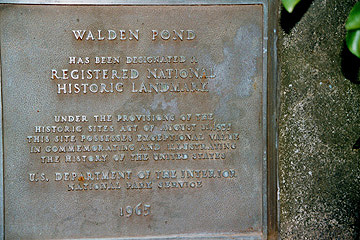 WALDEN POND
HAS BEEN DESIGNATED A
REGISTERED NATIONAL
HISTORIC LANDMARK
UNDER THE PROVISIONS OF THE
HISTORIC SITES ACT OF AUGUST 21, 1935
THIS SITE POSSESSES EXCEPTIONAL VALUE
IN COMMEMORATING AND ILLUSTRATING
THE HISTORY OF THE UNITED STATES
U.S. DEPARTMENT OF THE INTERIOR
NATIONAL PARK SERVICE
1963